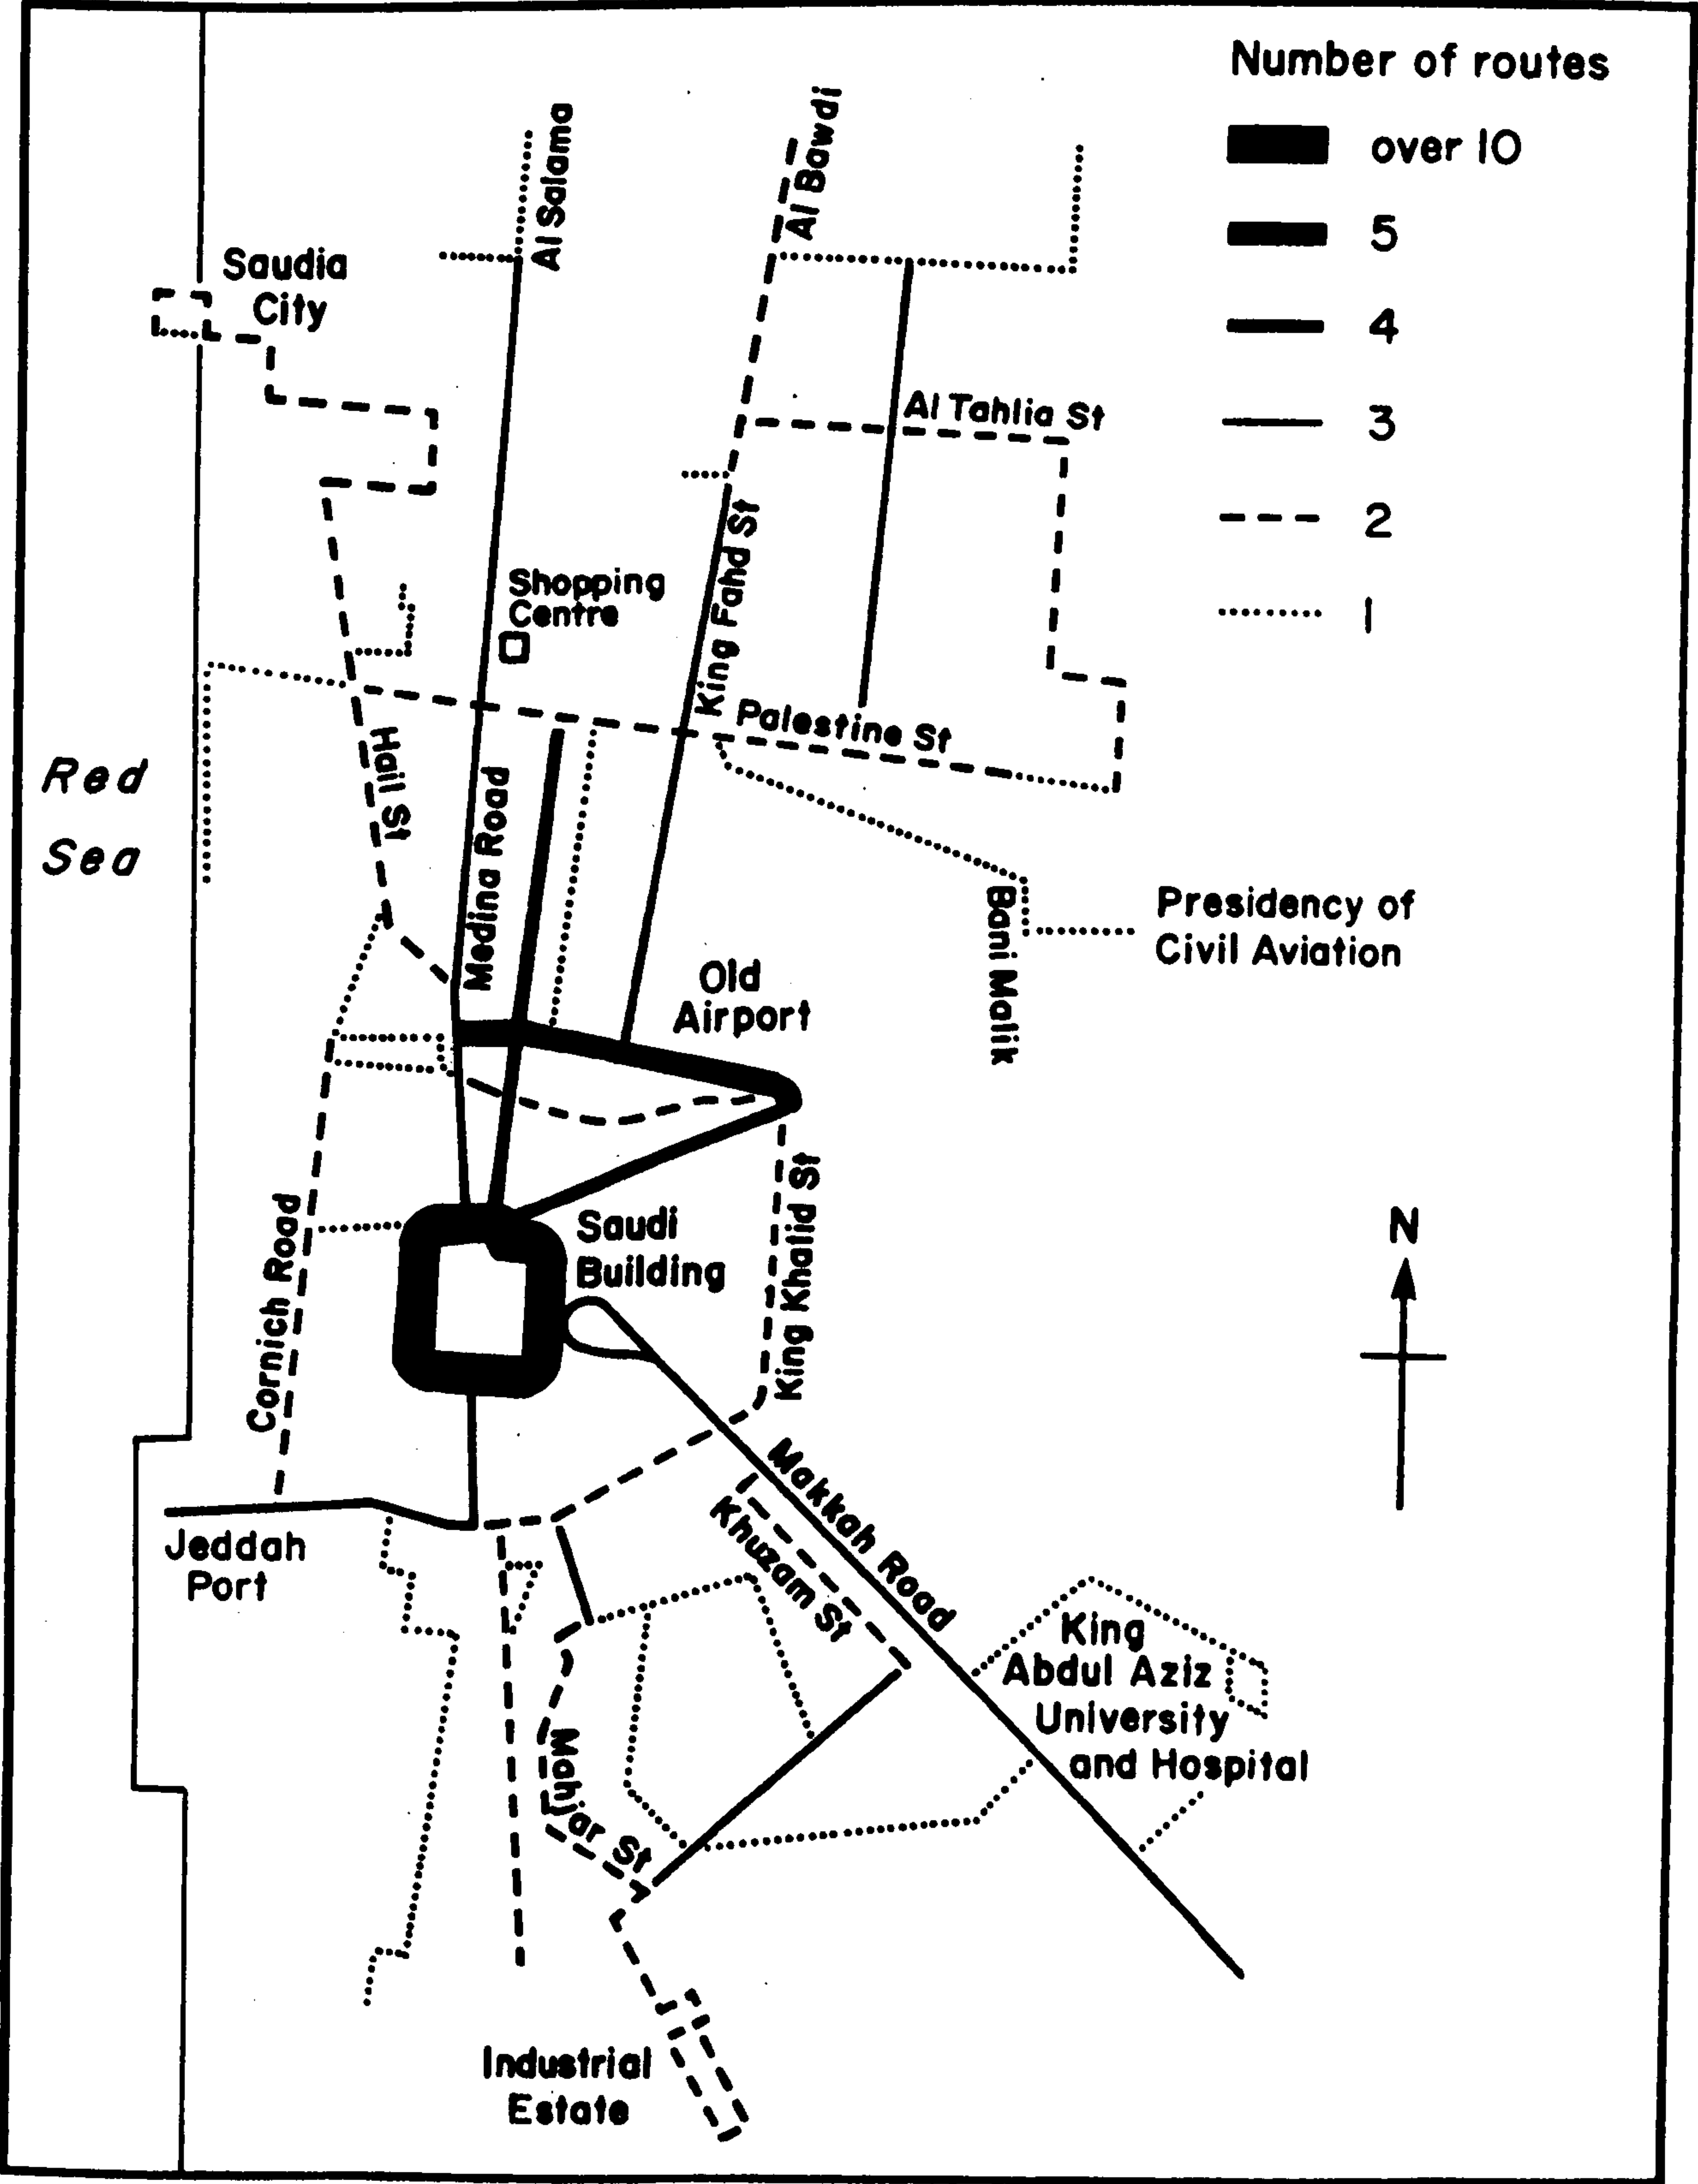 Number of routes
over 10
5
4
3
2
1
Al Salama
Al Bawdi
Saudia
City
Al Tahlia St
King Fahd St
Shopping
Centre
Palestine St
Hail St
Red
Sea
Medina Road
Bani Malik
Presidency of
Civil Aviation
Old
Airport
Cornich Road
Saudi
Building
King Khalid St
N
Makkah Road
Khuzam St
Jeddah
Port
King
Abdul Aziz
University
and Hospital
Mahjar St
Industrial
Estate